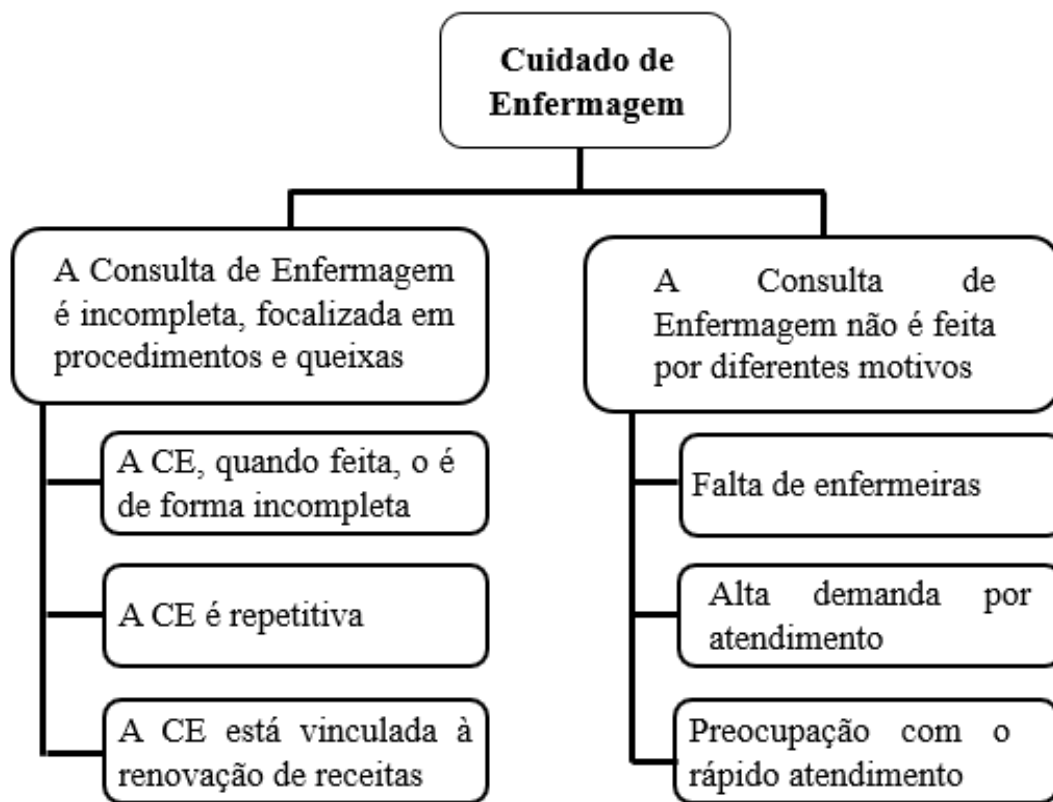 Cuidado de
Enfermagem
A Consulta de Enfermagem
é incompleta, focalizada em
procedimentos e queixas
A CE, quando feita, o é
de forma incompleta
A CE é repetitiva
A CE está vinculada à
renovação de receitas
A Consulta de
Enfermagem não é feita
por diferentes motivos
Falta de enfermeiras
Alta demanda por
atendimento
Preocupação com o
rápido atendimento